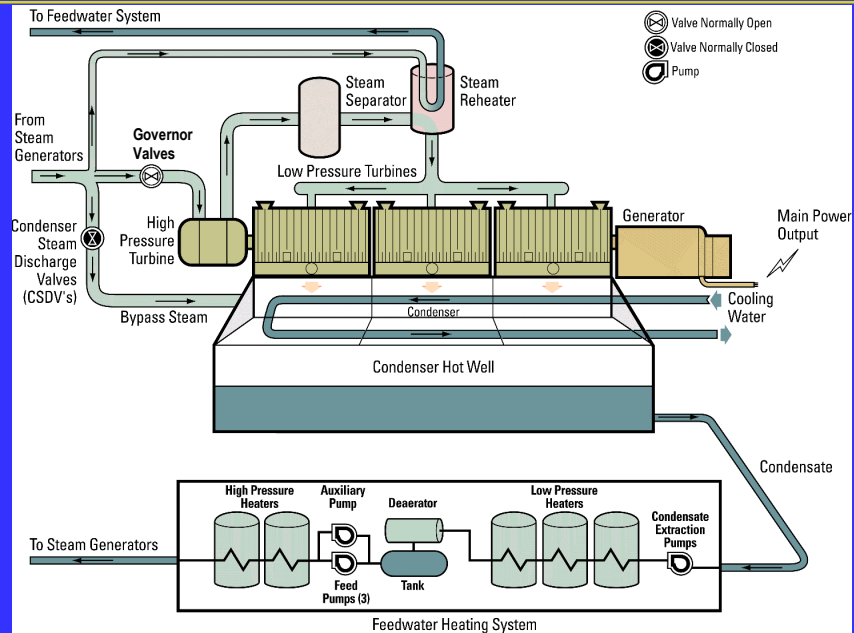 To Feedwater System
Valve Normally Open
Valve Normally Closed
Pump
Steam
Separator
Steam
Reheater
From
Steam
Generators
Governor
Valves
Low Pressure Turbines
Condenser
Steam
Discharge
Valves
(CSDV's)
High
Pressure
Turbine
Generator
Main Power
Output
Bypass Steam
Condenser
Cooling
Water
Condenser Hot Well
Condensate
High Pressure
Heaters
Auxiliary
Pump
Deaerator
Low Pressure
Heaters
Condensate
Extraction
Pumps
To Steam Generators
Feed
Pumps (3)
Tank
Feedwater Heating System